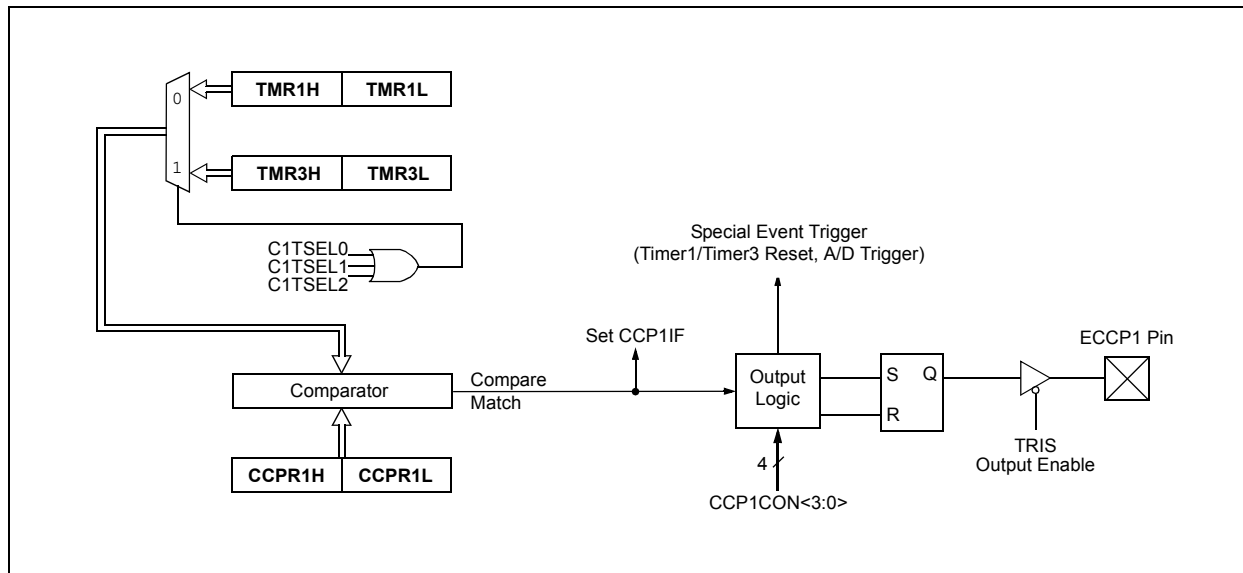 0
TMR1H TMR1L
1
TMR3H TMR3L
C1TSEL0
C1TSEL1
C1TSEL2
Special Event Trigger
(Timer1/Timer3 Reset, A/D Trigger)
Set CCP1IF
ECCP1 Pin
Comparator
Compare
Match
Output
Logic
S Q
R
TRIS
Output Enable
CCPR1H CCPR1L
4
CCP1CON<3:0>